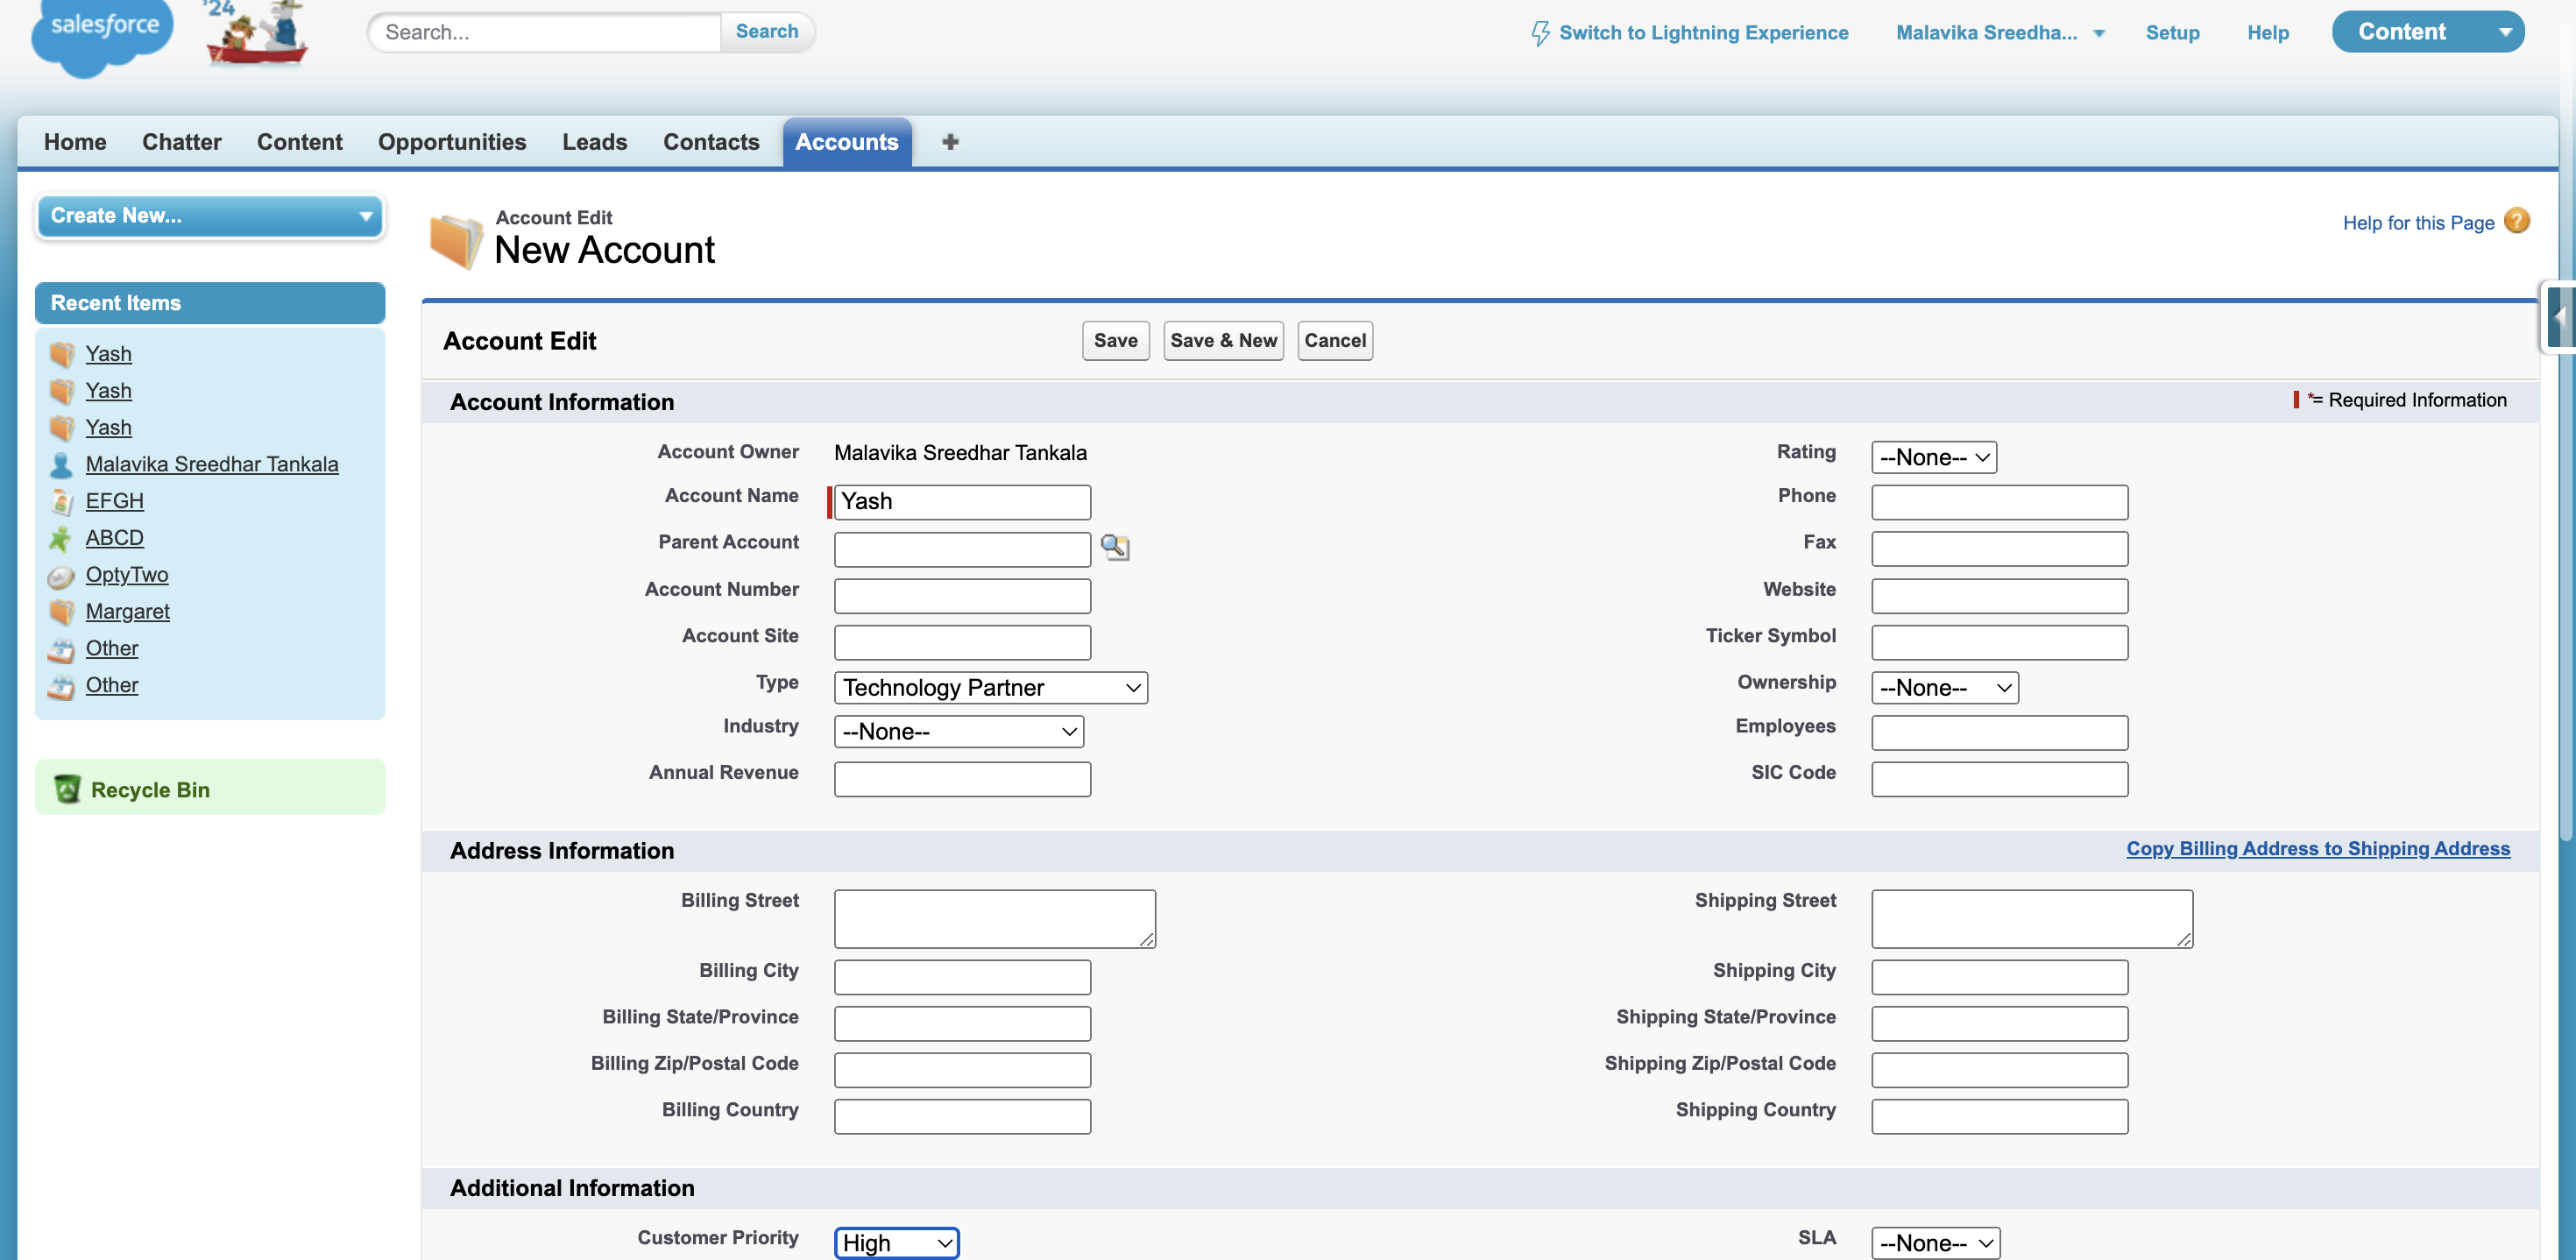 salesforce
'24
Search...
Search
Switch to Lightning Experience
Malavika Sreedha...
Setup
Help
Content
Home
Chatter
Content
Opportunities
Leads
Contacts
Accounts
+
Create New...
Recent Items
Yash
Yash
Yash
Malavika Sreedhar Tankala
EFGH
ABCD
OptyTwo
Margaret
Other
Other
Recycle Bin
Account Edit
New Account
Help for this Page ?
Account Edit
Save
Save & New
Cancel
Account Information
*= Required Information
Account Owner Malavika Sreedhar Tankala
Rating --None--
Account Name Yash
Phone
Parent Account
Fax
Account Number
Website
Account Site
Ticker Symbol
Type Technology Partner
Ownership --None--
Industry --None--
Employees
Annual Revenue
SIC Code
Address Information
Copy Billing Address to Shipping Address
Billing Street
Shipping Street
Billing City
Shipping City
Billing State/Province
Shipping State/Province
Billing Zip/Postal Code
Shipping Zip/Postal Code
Billing Country
Shipping Country
Additional Information
Customer Priority High
SLA --None--